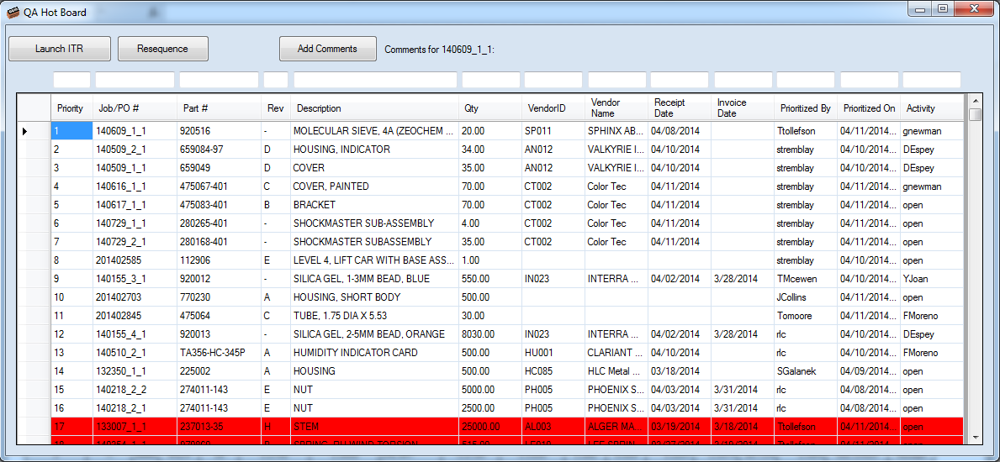 QA Hot Board
Launch ITR Resequence Add Comments Comments for 140609_1_1:
Priority Job/PO # Part # Rev Description Qty VendorID Vendor Name Receipt Date Invoice Date Prioritized By Prioritized On Activity
1 140609_1_1 920516 - MOLECULAR SIEVE, 4A (ZEOCHEM ... 20.00 SP011 SPHINX AB... 04/08/2014 Ttollefson 04/11/2014... gnewman
2 140509_2_1 659084-97 D HOUSING, INDICATOR 34.00 AN012 VALKYRIE I... 04/10/2014 stremblay 04/10/2014... DEspey
3 140509_1_1 659049 D COVER 35.00 AN012 VALKYRIE I... 04/10/2014 stremblay 04/10/2014... DEspey
4 140616_1_1 475067-401 C COVER, PAINTED 70.00 CT002 Color Tec 04/11/2014 stremblay 04/11/2014... gnewman
5 140617_1_1 475083-401 B BRACKET 70.00 CT002 Color Tec 04/11/2014 stremblay 04/11/2014... open
6 140729_1_1 280265-401 - SHOCKMASTER SUB-ASSEMBLY 4.00 CT002 Color Tec 04/11/2014 stremblay 04/11/2014... open
7 140729_2_1 280168-401 - SHOCKMASTER SUBASSEMBLY 35.00 CT002 Color Tec 04/11/2014 stremblay 04/11/2014... open
8 201402585 112906 E LEVEL 4, LIFT CAR WITH BASE ASS... 1.00 stremblay 04/10/2014... open
9 140155_3_1 920012 - SILICA GEL, 1-3MM BEAD, BLUE 550.00 IN023 INTERRA ... 04/02/2014 3/28/2014 TMcewen 04/10/2014... YJoan
10 201402703 770230 A HOUSING, SHORT BODY 500.00 JCollins 04/11/2014... open
11 201402845 475064 C TUBE, 1.75 DIA X 5.53 30.00 Tomoore 04/11/2014... FMoreno
12 140155_4_1 920013 - SILICA GEL, 2-5MM BEAD, ORANGE 8030.00 IN023 INTERRA ... 04/02/2014 3/28/2014 rlc 04/10/2014... DEspey
13 140510_2_1 TA356-HC-345P A HUMIDITY INDICATOR CARD 500.00 HU001 CLARIANT ... 04/10/2014 rlc 04/10/2014... FMoreno
14 132350_1_1 225002 A HOUSING 500.00 HC085 HLC Metal ... 03/18/2014 SGalanek 04/09/2014... open
15 140218_2_2 274011-143 E NUT 5000.00 PH005 PHOENIX S... 04/03/2014 3/31/2014 rlc 04/08/2014... open
16 140218_2_1 274011-143 E NUT 2500.00 PH005 PHOENIX S... 04/03/2014 3/31/2014 rlc 04/08/2014... open
17 133007_1_1 237013-35 H STEM 25000.00 AL003 ALGER MA... 03/19/2014 3/18/2014 Ttollefson 04/11/2014... open